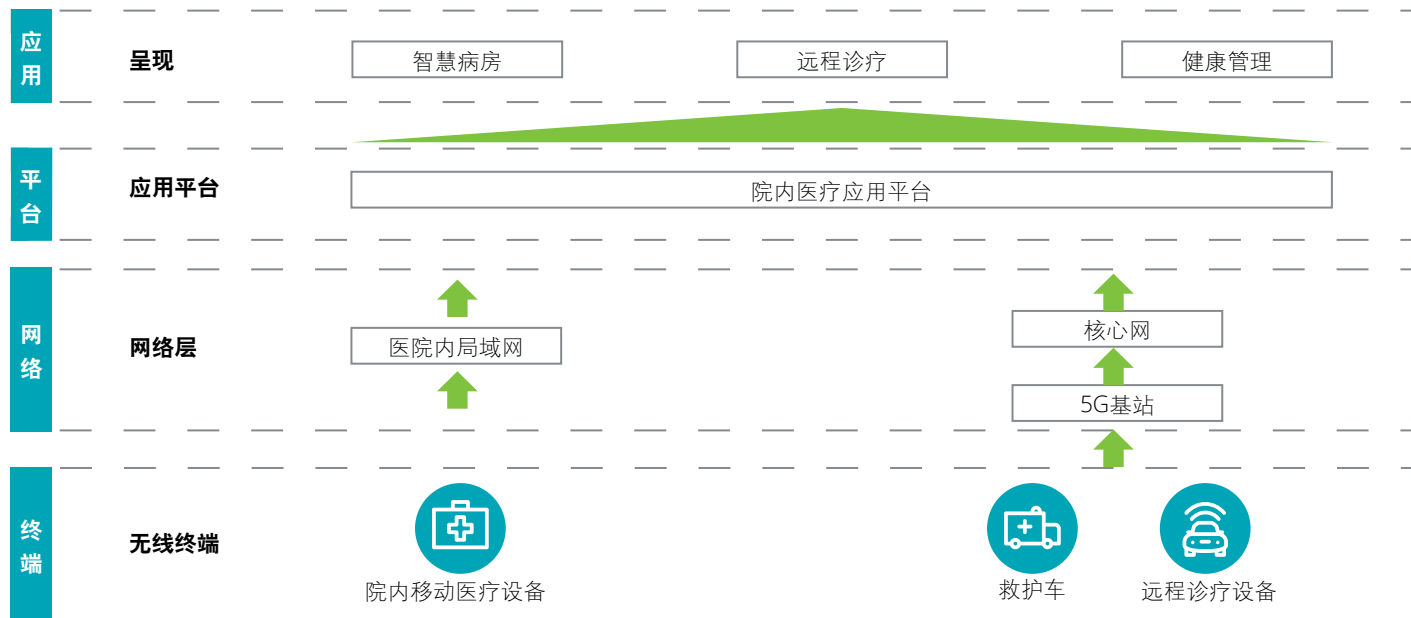 应用
呈现
智慧病房
远程诊疗
健康管理
平台
应用平台
院内医疗应用平台
网络
网络层
医院内局域网
核心网
5G基站
终端
无线终端
院内移动医疗设备
救护车
远程诊疗设备